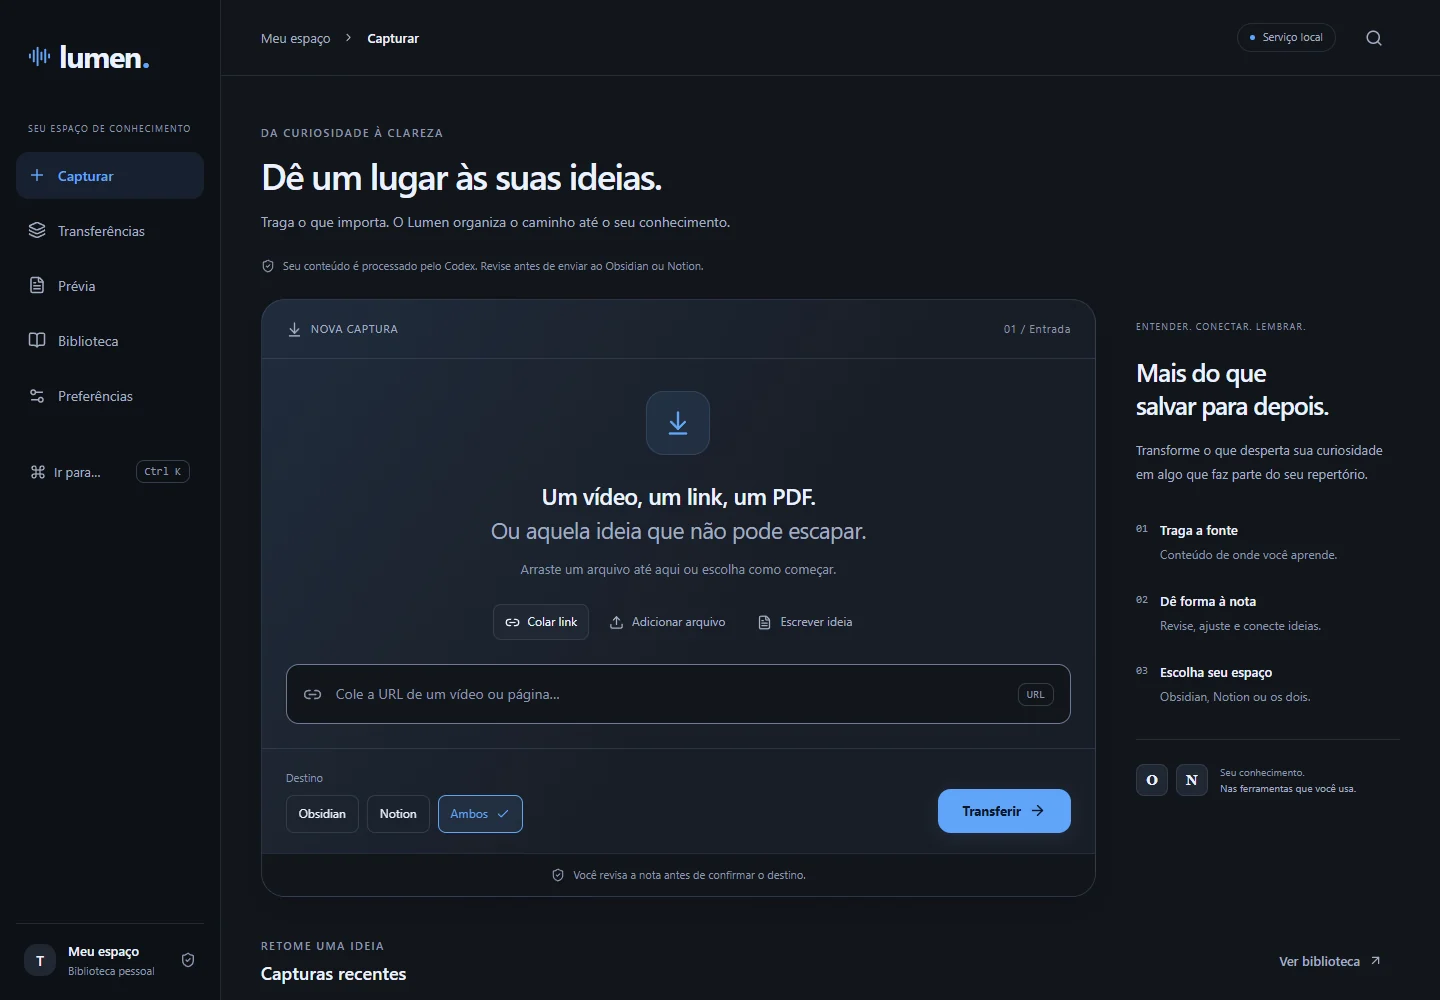 lumen.
SEU ESPAÇO DE CONHECIMENTO
Capturar
Transferências
Prévia
Biblioteca
Preferências
Ir para...
Ctrl K
T
Meu espaço
Biblioteca pessoal
Meu espaço
Capturar
Serviço local
DA CURIOSIDADE À CLAREZA
Dê um lugar às suas ideias.
Traga o que importa. O Lumen organiza o caminho até o seu conhecimento.
Seu conteúdo é processado pelo Codex. Revise antes de enviar ao Obsidian ou Notion.
NOVA CAPTURA
01 / Entrada
Um vídeo, um link, um PDF.
Ou aquela ideia que não pode escapar.
Arraste um arquivo até aqui ou escolha como começar.
Colar link
Adicionar arquivo
Escrever ideia
Cole a URL de um vídeo ou página...
URL
Destino
Obsidian
Notion
Ambos
Transferir
Você revisa a nota antes de confirmar o destino.
ENTENDER. CONECTAR. LEMBRAR.
Mais do que
salvar para depois.
Transforme o que desperta sua curiosidade
em algo que faz parte do seu repertório.
01 Traga a fonte
Conteúdo de onde você aprende.
02 Dê forma à nota
Revise, ajuste e conecte ideias.
03 Escolha seu espaço
Obsidian, Notion ou os dois.
O
N
Seu conhecimento.
Nas ferramentas que você usa.
RETOME UMA IDEIA
Capturas recentes
Ver biblioteca